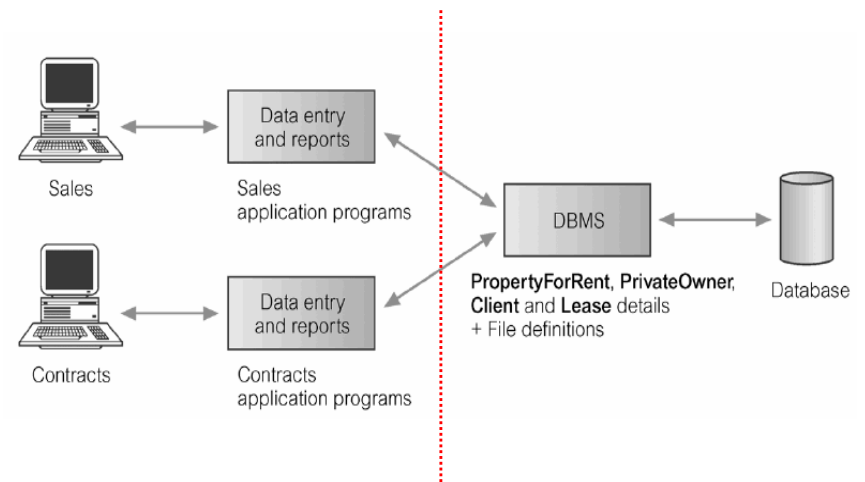 Data entry
and reports
Sales
Sales
application programs
DBMS
PropertyForRent, PrivateOwner,
Client and Lease details
+ File definitions
Database
Data entry
and reports
Contracts
Contracts
application programs